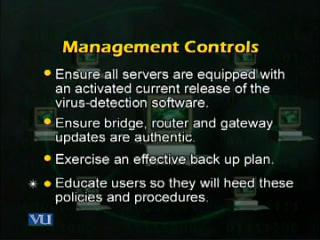 Management Controls
Ensure all servers are equipped with
an activated current release of the
virus-detection software.
Ensure bridge, router and gateway
updates are authentic.
Exercise an effective back up plan.
Educate users so they will heed these
policies and procedures.
VU